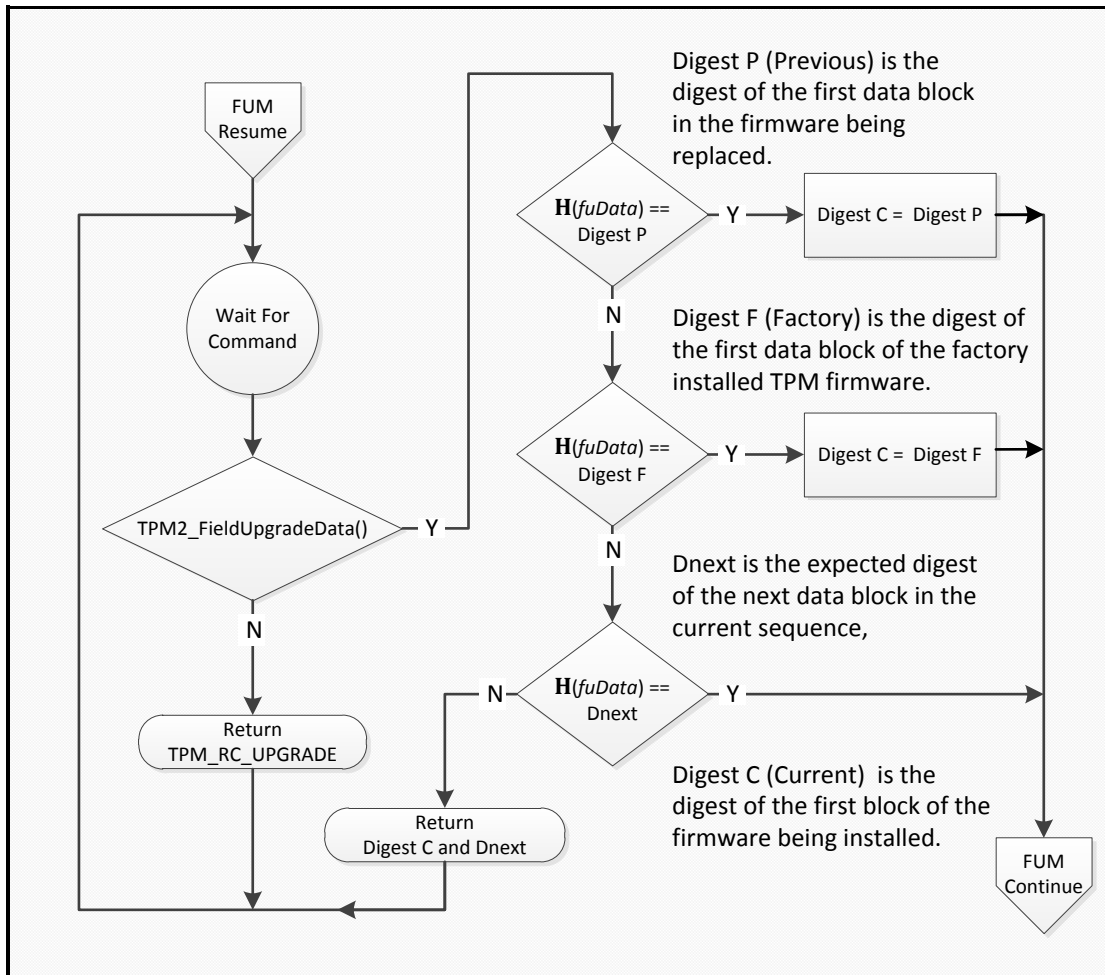 FUM
Resume
Wait For
Command
TPM2_FieldUpgradeData()
Y
N
Return
TPM_RC_UPGRADE
Digest P (Previous) is the
digest of the first data block
in the firmware being
replaced.
H(fuData) ==
Digest P
Y
Digest C = Digest P
N
Digest F (Factory) is the digest of
the first data block of the factory
installed TPM firmware.
H(fuData) ==
Digest F
Y
Digest C = Digest F
N
Dnext is the expected digest
of the next data block in the
current sequence,
H(fuData) ==
Dnext
N
Y
Return
Digest C and Dnext
Digest C (Current) is the
digest of the first block of the
firmware being installed.
FUM
Continue